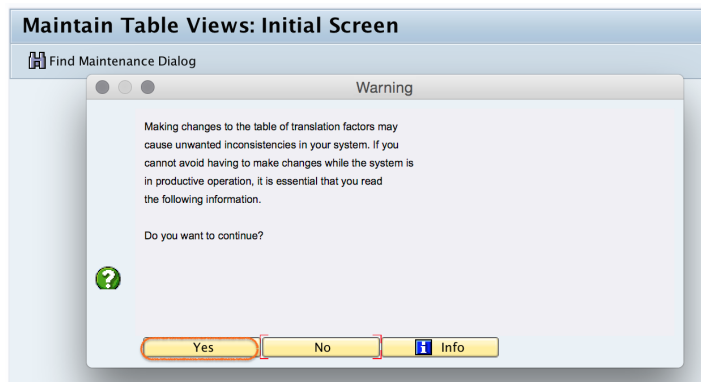 Maintain Table Views: Initial Screen
Find Maintenance Dialog
Warning
Making changes to the table of translation factors may
cause unwanted inconsistencies in your system. If you
cannot avoid having to make changes while the system is
in productive operation, it is essential that you read
the following information.
Do you want to continue?
Yes No Info